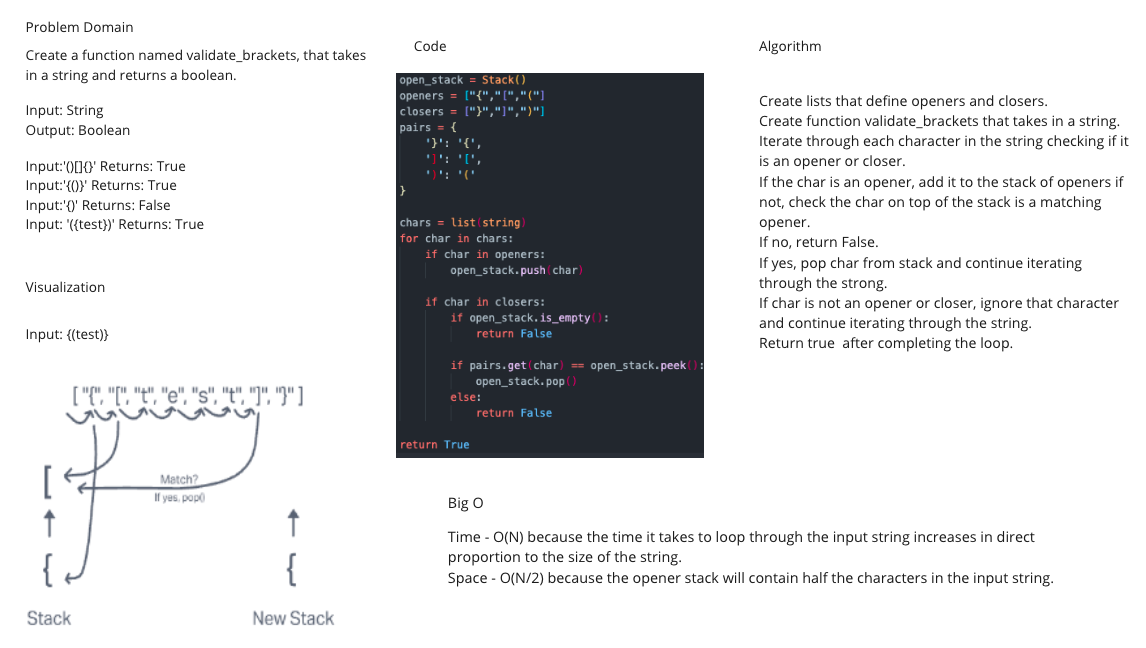 Problem Domain
Create a function named validate_brackets, that takes
in a string and returns a boolean.
Input: String
Output: Boolean
Input:'()[]{}' Returns: True
Input:'{()}' Returns: True
Input:'{)' Returns: False
Input: '({test})' Returns: True
Visualization
Input: {(test)}
["{", "[", "t", "e", "s", "t", "]", "}"]
[
Match?
If yes, pop()
{
{
Stack
New Stack
Code
open_stack = Stack()
openers = ["{","[","("]
closers = ["}","]",")"]
pairs = {
'}': '{',
']': '[',
')': '('
}
chars = list(string)
for char in chars:
if char in openers:
open_stack.push(char)
if char in closers:
if open_stack.is_empty():
return False
if pairs.get(char) == open_stack.peek():
open_stack.pop()
else:
return False
return True
Algorithm
Create lists that define openers and closers.
Create function validate_brackets that takes in a string.
Iterate through each character in the string checking if it
is an opener or closer.
If the char is an opener, add it to the stack of openers if
not, check the char on top of the stack is a matching
opener.
If no, return False.
If yes, pop char from stack and continue iterating
through the strong.
If char is not an opener or closer, ignore that character
and continue iterating through the string.
Return true after completing the loop.
Big O
Time - O(N) because the time it takes to loop through the input string increases in direct
proportion to the size of the string.
Space - O(N/2) because the opener stack will contain half the characters in the input string.